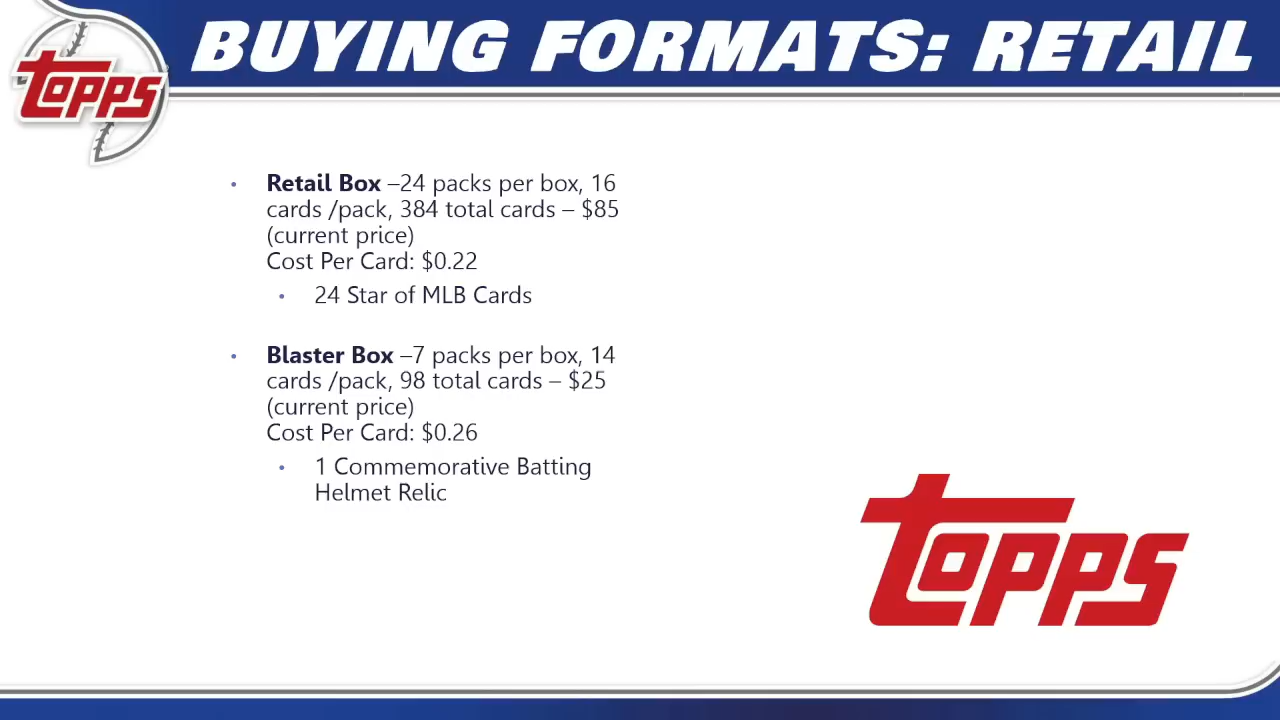 topps
BUYING FORMATS: RETAIL
• Retail Box –24 packs per box, 16
cards /pack, 384 total cards – $85
(current price)
Cost Per Card: $0.22
• 24 Star of MLB Cards
• Blaster Box –7 packs per box, 14
cards /pack, 98 total cards – $25
(current price)
Cost Per Card: $0.26
• 1 Commemorative Batting
Helmet Relic
topps